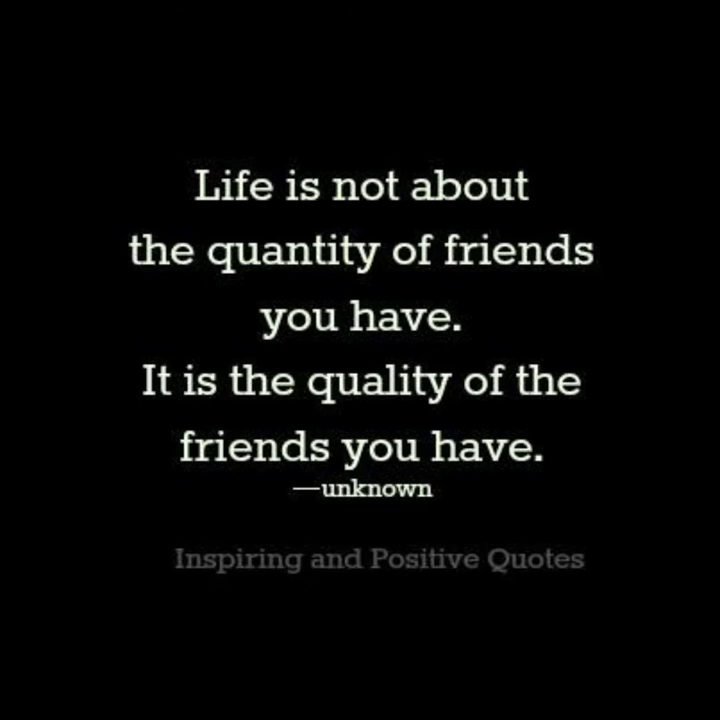 Life is not about
the quantity of friends
you have.
It is the quality of the
friends you have.
—unknown
Inspiring and Positive Quotes